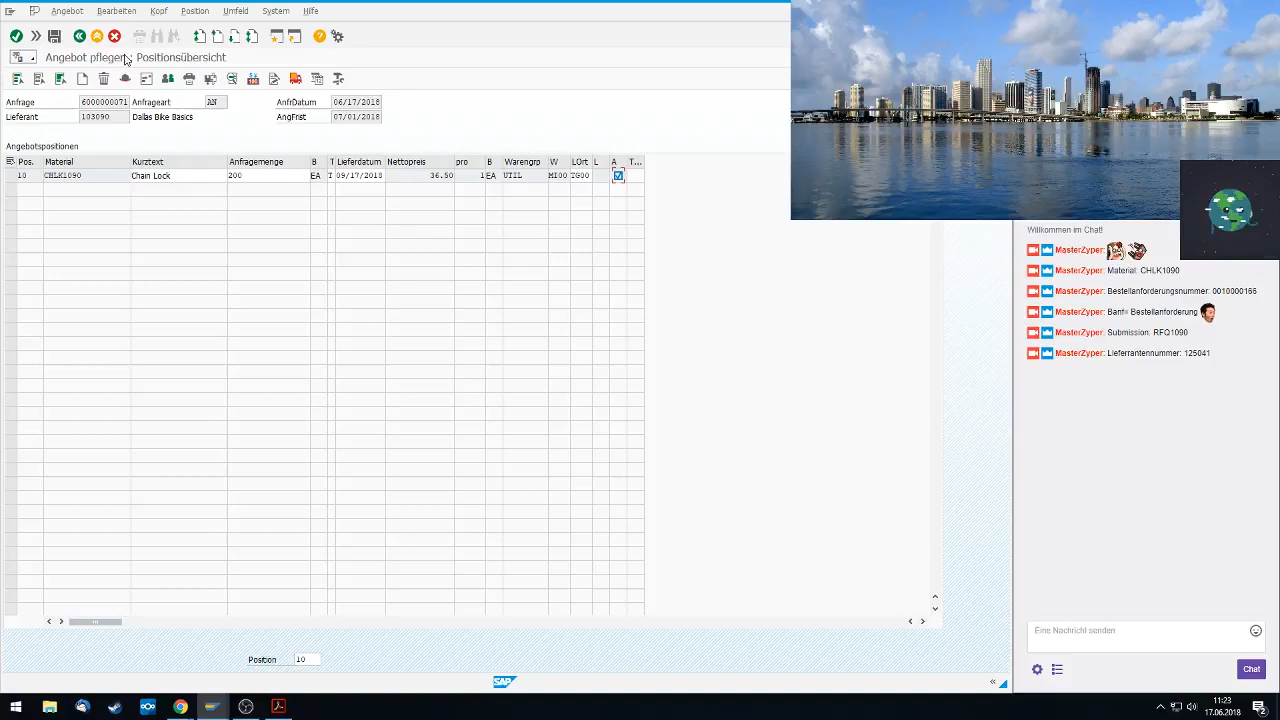 Angebot Bearbeiten Kopf Position Umfeld System Hilfe
Angebot pflegen : Positionsübersicht
Anfrage 6000000071 Anfrageart AN AnfrDatum 06/17/2018
Lieferant Dalas Bike Basics AngFrist 07/01/2018
Angebotspositionen
Pos. Material Kurztext Anfragemenge B T Lieferdatum Nettopreis pro B Warengrp W LOrt L A T...
10 CHLK1090 Chain Lock 200 EA T 09/17/2018 36.50 1 EA UTIL MI00 TG00
Position 10
SAP
Willkommen im Chat!
MasterZyper:
MasterZyper: Material: CHLK1090
MasterZyper: Bestellanforderungsnummer: 0010000166
MasterZyper: Banf= Bestellanforderung
MasterZyper: Submission: RFQ1090
MasterZyper: Lieferrantennummer: 125041
Eine Nachricht senden
Chat
11:23
17.06.2018
2